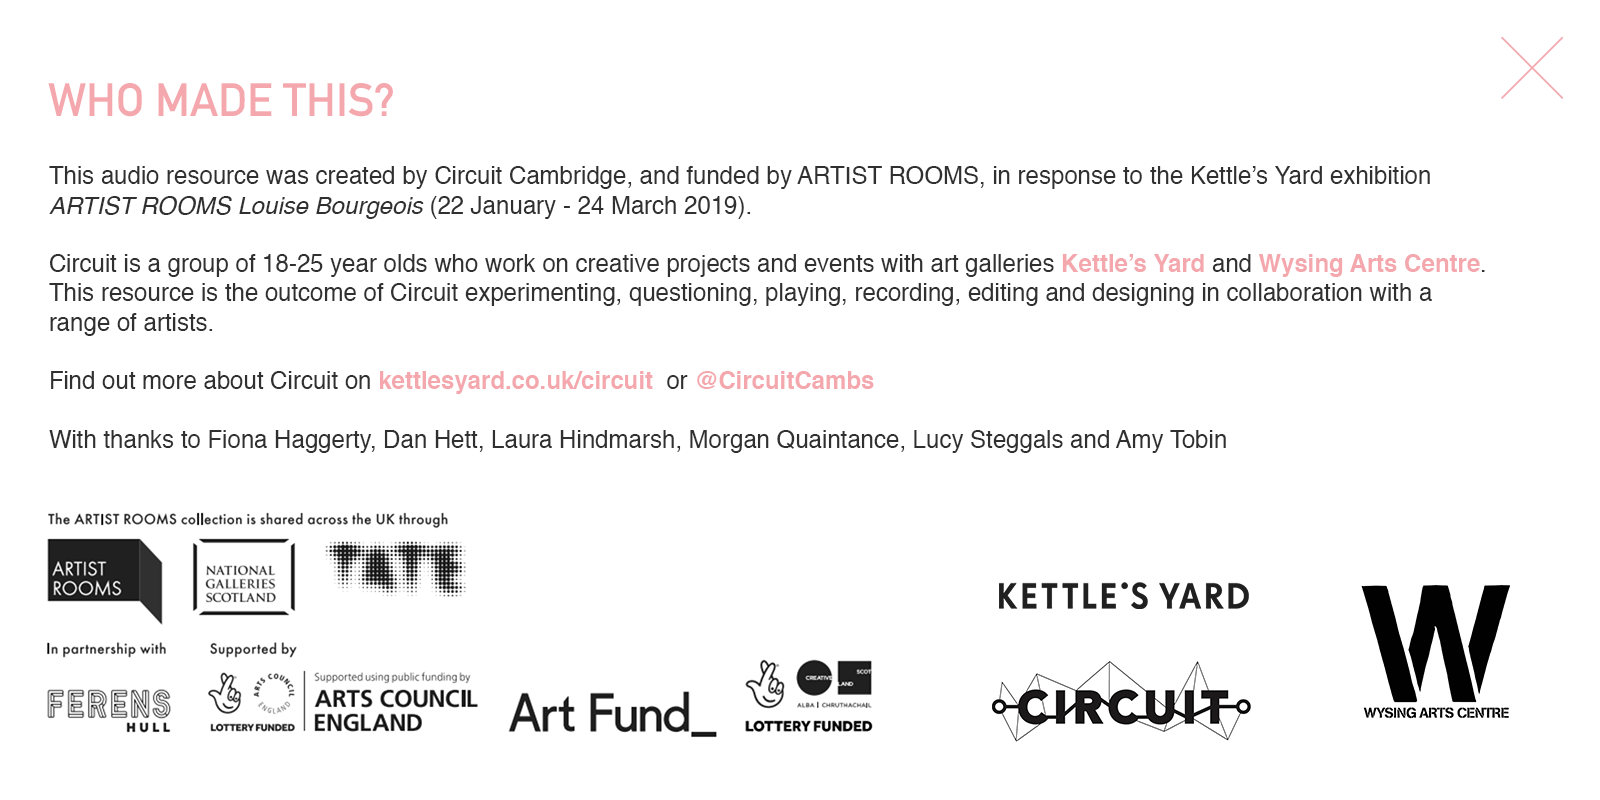 WHO MADE THIS?
This audio resource was created by Circuit Cambridge, and funded by ARTIST ROOMS, in response to the Kettle’s Yard exhibition
ARTIST ROOMS Louise Bourgeois (22 January - 24 March 2019).
Circuit is a group of 18-25 year olds who work on creative projects and events with art galleries Kettle’s Yard and Wysing Arts Centre.
This resource is the outcome of Circuit experimenting, questioning, playing, recording, editing and designing in collaboration with a
range of artists.
Find out more about Circuit on kettlesyard.co.uk/circuit or @CircuitCambs
With thanks to Fiona Haggerty, Dan Hett, Laura Hindmarsh, Morgan Quaintance, Lucy Steggals and Amy Tobin
The ARTIST ROOMS collection is shared across the UK through
ARTIST
ROOMS
NATIONAL
GALLERIES
SCOTLAND
TATE
In partnership with
FERENS
HULL
Supported by
ARTS COUNCIL
ENGLAND
LOTTERY FUNDED
Supported using public funding by
ARTS COUNCIL
ENGLAND
Art Fund_
CREATIVE
SCOT
LAND
ALBA | CHRUTHACHAIL
LOTTERY FUNDED
KETTLE'S YARD
CIRCUIT
W
WYSING ARTS CENTRE